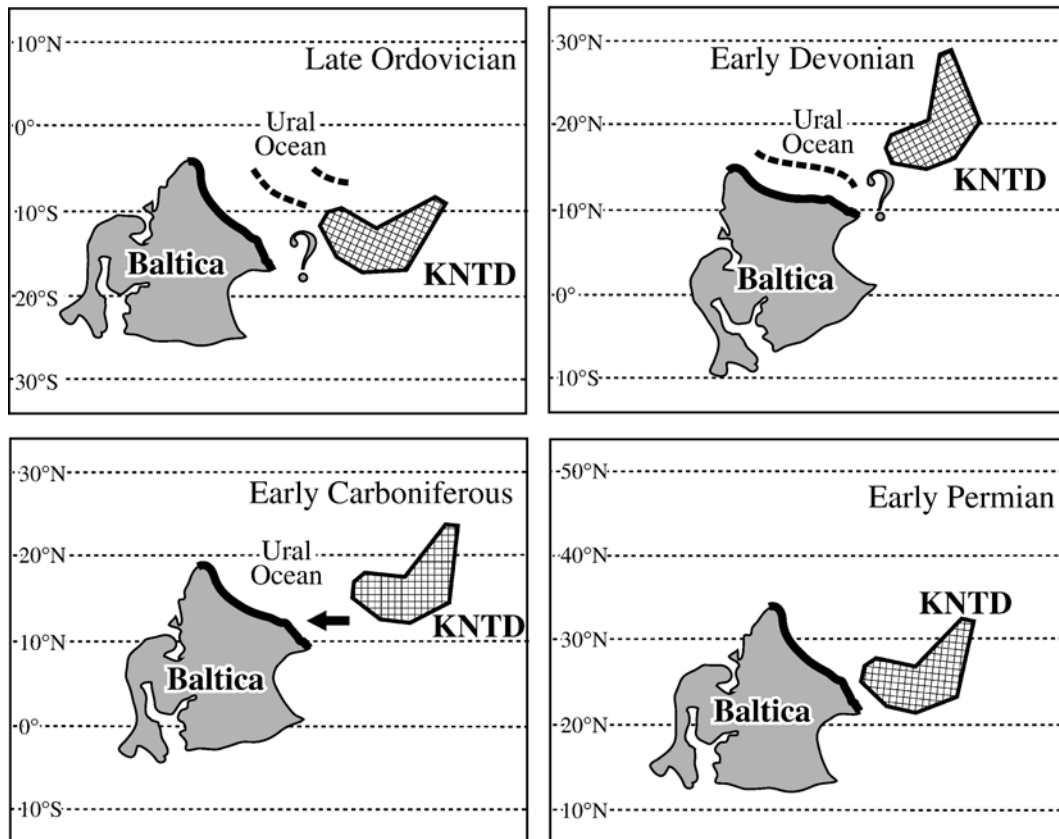 Late Ordovician
10°N
0°
10°S
20°S
30°S
Ural
Ocean
?
Baltica
KNTD
Early Devonian
30°N
20°N
10°N
0°
10°S
Ural
Ocean
?
Baltica
KNTD
Early Carboniferous
30°N
20°N
10°N
0°
10°S
Ural
Ocean
Baltica
KNTD
Early Permian
50°N
40°N
30°N
20°N
10°N
Baltica
KNTD